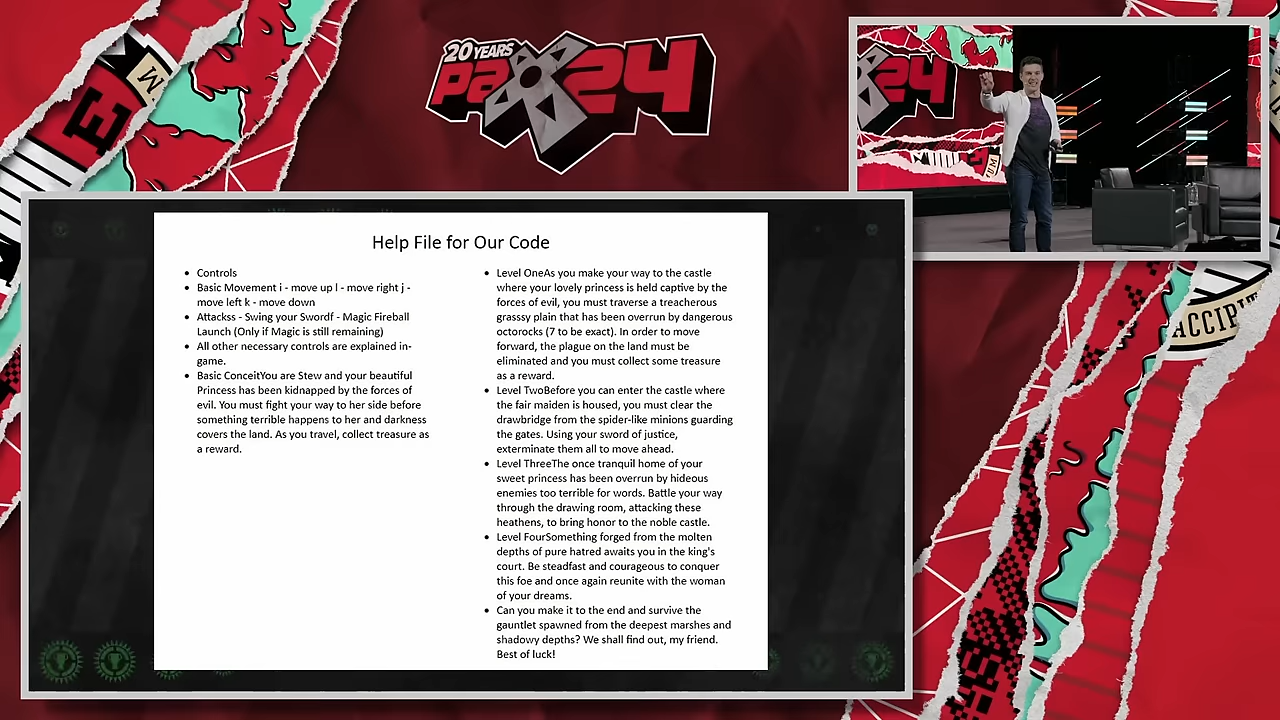 20 YEARS
PAX24
Help File for Our Code
• Controls
• Basic Movement i - move up l - move right j -
move left k - move down
• Attackss - Swing your Swordf - Magic Fireball
Launch (Only if Magic is still remaining)
• All other necessary controls are explained in-
game.
• Basic ConceitYou are Stew and your beautiful
Princess has been kidnapped by the forces of
evil. You must fight your way to her side before
something terrible happens to her and darkness
covers the land. As you travel, collect treasure as
a reward.
• Level OneAs you make your way to the castle
where your lovely princess is held captive by the
forces of evil, you must traverse a treacherous
grasssy plain that has been overrun by dangerous
octorocks (7 to be exact). In order to move
forward, the plague on the land must be
eliminated and you must collect some treasure
as a reward.
• Level TwoBefore you can enter the castle where
the fair maiden is housed, you must clear the
drawbridge from the spider-like minions guarding
the gates. Using your sword of justice,
exterminate them all to move ahead.
• Level ThreeThe once tranquil home of your
sweet princess has been overrun by hideous
enemies too terrible for words. Battle your way
through the drawing room, attacking these
heathens, to bring honor to the noble castle.
• Level FourSomething forged from the molten
depths of pure hatred awaits you in the king's
court. Be steadfast and courageous to conquer
this foe and once again reunite with the woman
of your dreams.
• Can you make it to the end and survive the
gauntlet spawned from the deepest marshes and
shadowy depths? We shall find out, my friend.
Best of luck!
24
ACCIPIT
E
M